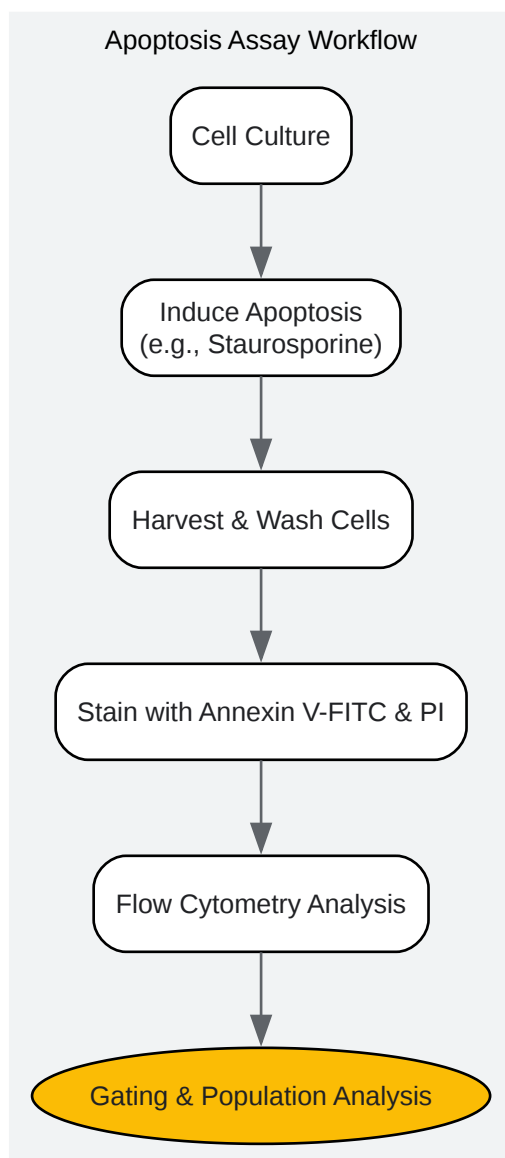 Apoptosis Assay Workflow
Cell Culture
Induce Apoptosis
(e.g., Staurosporine)
Harvest & Wash Cells
Stain with Annexin V-FITC & PI
Flow Cytometry Analysis
Gating & Population Analysis